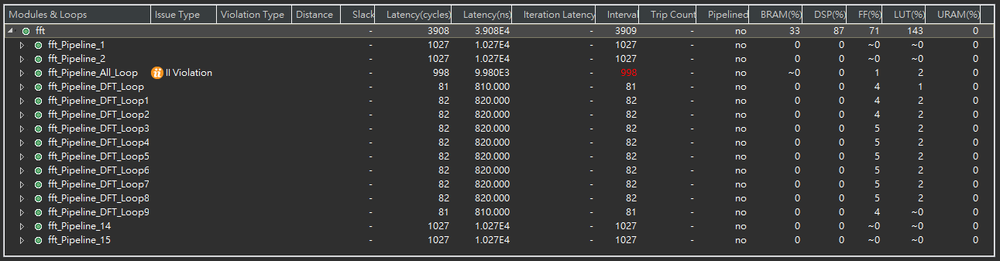 Modules & Loops Issue Type Violation Type Distance Slack Latency(cycles) Latency(ns) Iteration Latency Interval Trip Count Pipelined BRAM(%) DSP(%) FF(%) LUT(%) URAM(%)
fft - 3908 3.908E4 - 3909 - no 33 87 71 143 0
fft_Pipeline_1 - 1027 1.027E4 - 1027 - no 0 0 ~0 ~0 0
fft_Pipeline_2 - 1027 1.027E4 - 1027 - no 0 0 ~0 ~0 0
fft_Pipeline_All_Loop II Violation - 998 9.980E3 - 998 - no ~0 0 1 2 0
fft_Pipeline_DFT_Loop - 81 810.000 - 81 - no 0 0 4 1 0
fft_Pipeline_DFT_Loop1 - 82 820.000 - 82 - no 0 0 4 2 0
fft_Pipeline_DFT_Loop2 - 82 820.000 - 82 - no 0 0 4 2 0
fft_Pipeline_DFT_Loop3 - 82 820.000 - 82 - no 0 0 5 2 0
fft_Pipeline_DFT_Loop4 - 82 820.000 - 82 - no 0 0 5 2 0
fft_Pipeline_DFT_Loop5 - 82 820.000 - 82 - no 0 0 5 2 0
fft_Pipeline_DFT_Loop6 - 82 820.000 - 82 - no 0 0 5 2 0
fft_Pipeline_DFT_Loop7 - 82 820.000 - 82 - no 0 0 5 2 0
fft_Pipeline_DFT_Loop8 - 82 820.000 - 82 - no 0 0 5 2 0
fft_Pipeline_DFT_Loop9 - 81 810.000 - 81 - no 0 0 4 ~0 0
fft_Pipeline_14 - 1027 1.027E4 - 1027 - no 0 0 ~0 ~0 0
fft_Pipeline_15 - 1027 1.027E4 - 1027 - no 0 0 ~0 ~0 0